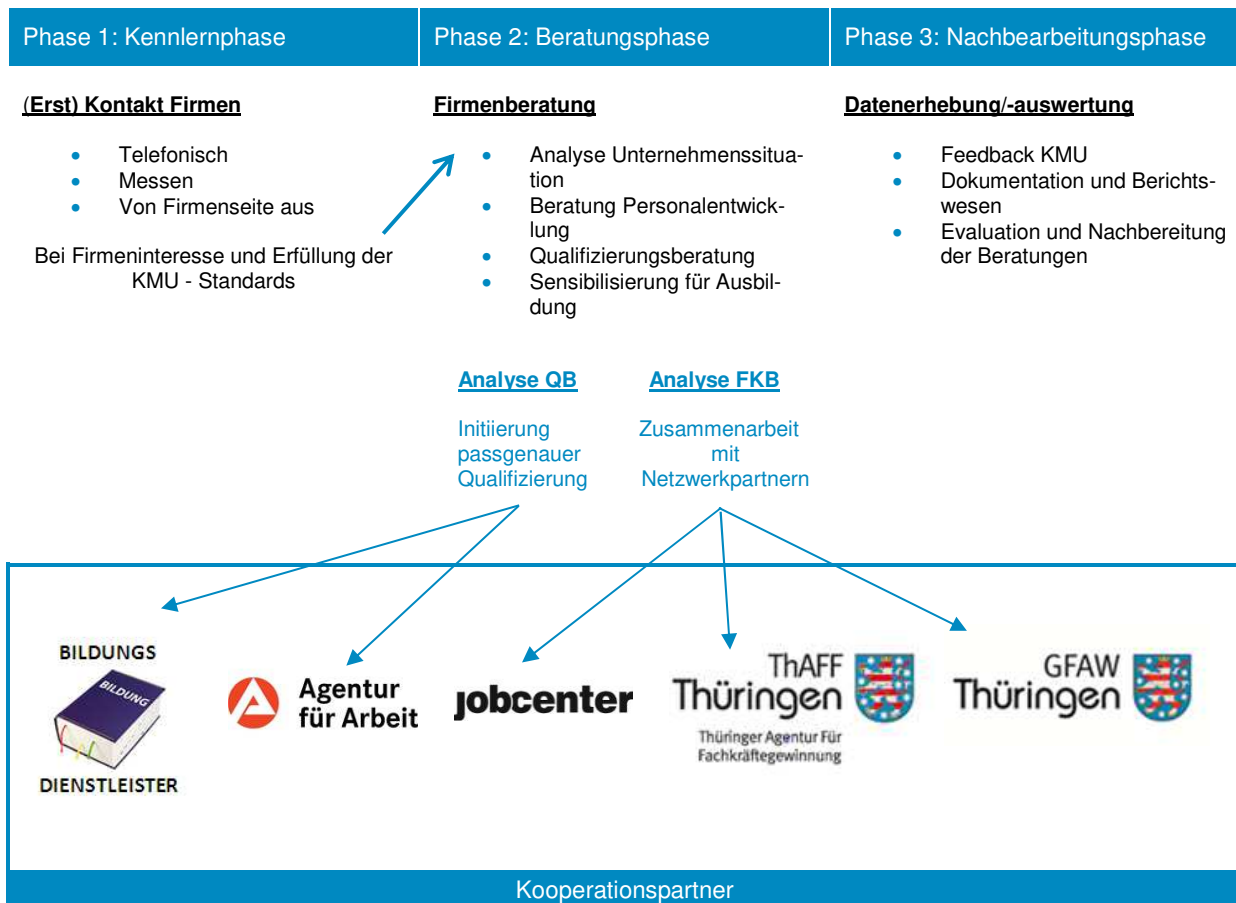 Phase 1: Kennlernphase
Phase 2: Beratungsphase
Phase 3: Nachbearbeitungsphase
(Erst) Kontakt Firmen
• Telefonisch
• Messen
• Von Firmenseite aus
Bei Firmeninteresse und Erfüllung der
KMU - Standards
Firmenberatung
• Analyse Unternehmenssitua-
tion
• Beratung Personalentwick-
lung
• Qualifizierungsberatung
• Sensibilisierung für Ausbil-
dung
Datenerhebung/-auswertung
• Feedback KMU
• Dokumentation und Berichts-
wesen
• Evaluation und Nachbereitung
der Beratungen
Analyse QB
Initiierung
passgenauer
Qualifizierung
Analyse FKB
Zusammenarbeit
mit
Netzwerkpartnern
BILDUNGS
BILDUNG
DIENSTLEISTER
Agentur
für Arbeit
jobcenter
ThAFF
Thüringen
Thüringer Agentur Für
Fachkräftegewinnung
GFAW
Thüringen
Kooperationspartner